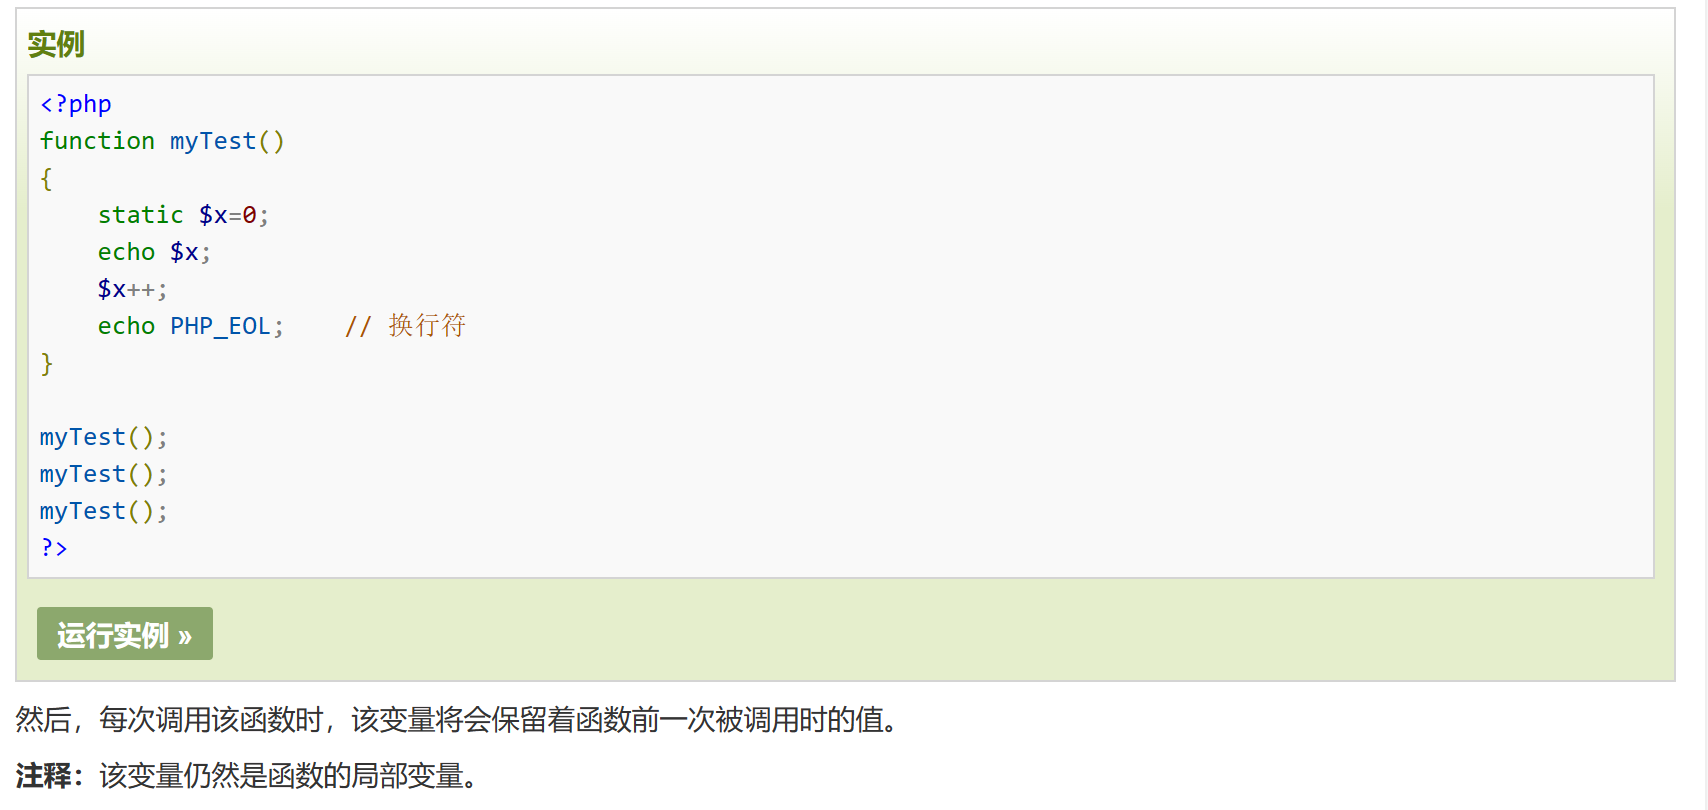 实例
<?php
function myTest()
{
    static $x=0;
    echo $x;
    $x++;
    echo PHP_EOL;    // 换行符
}

myTest();
myTest();
myTest();
?>
运行实例 »
然后，每次调用该函数时，该变量将会保留着函数前一次被调用时的值。
注释：该变量仍然是函数的局部变量。